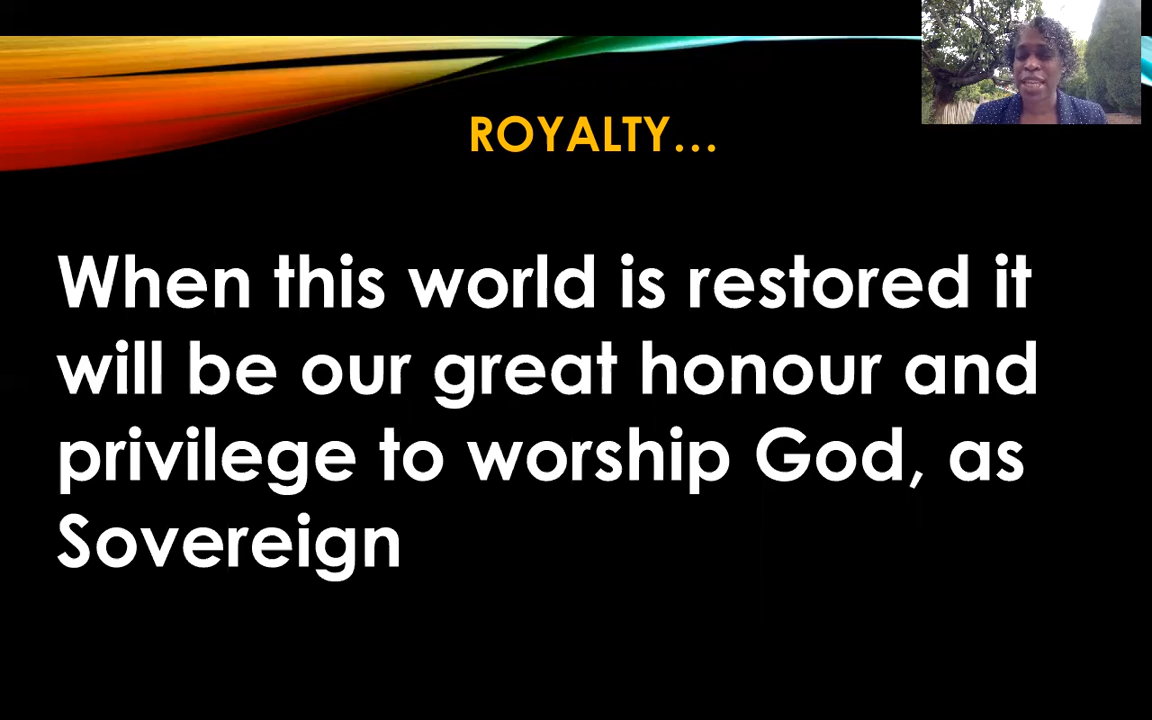 ROYALTY...
When this world is restored it
will be our great honour and
privilege to worship God, as
Sovereign